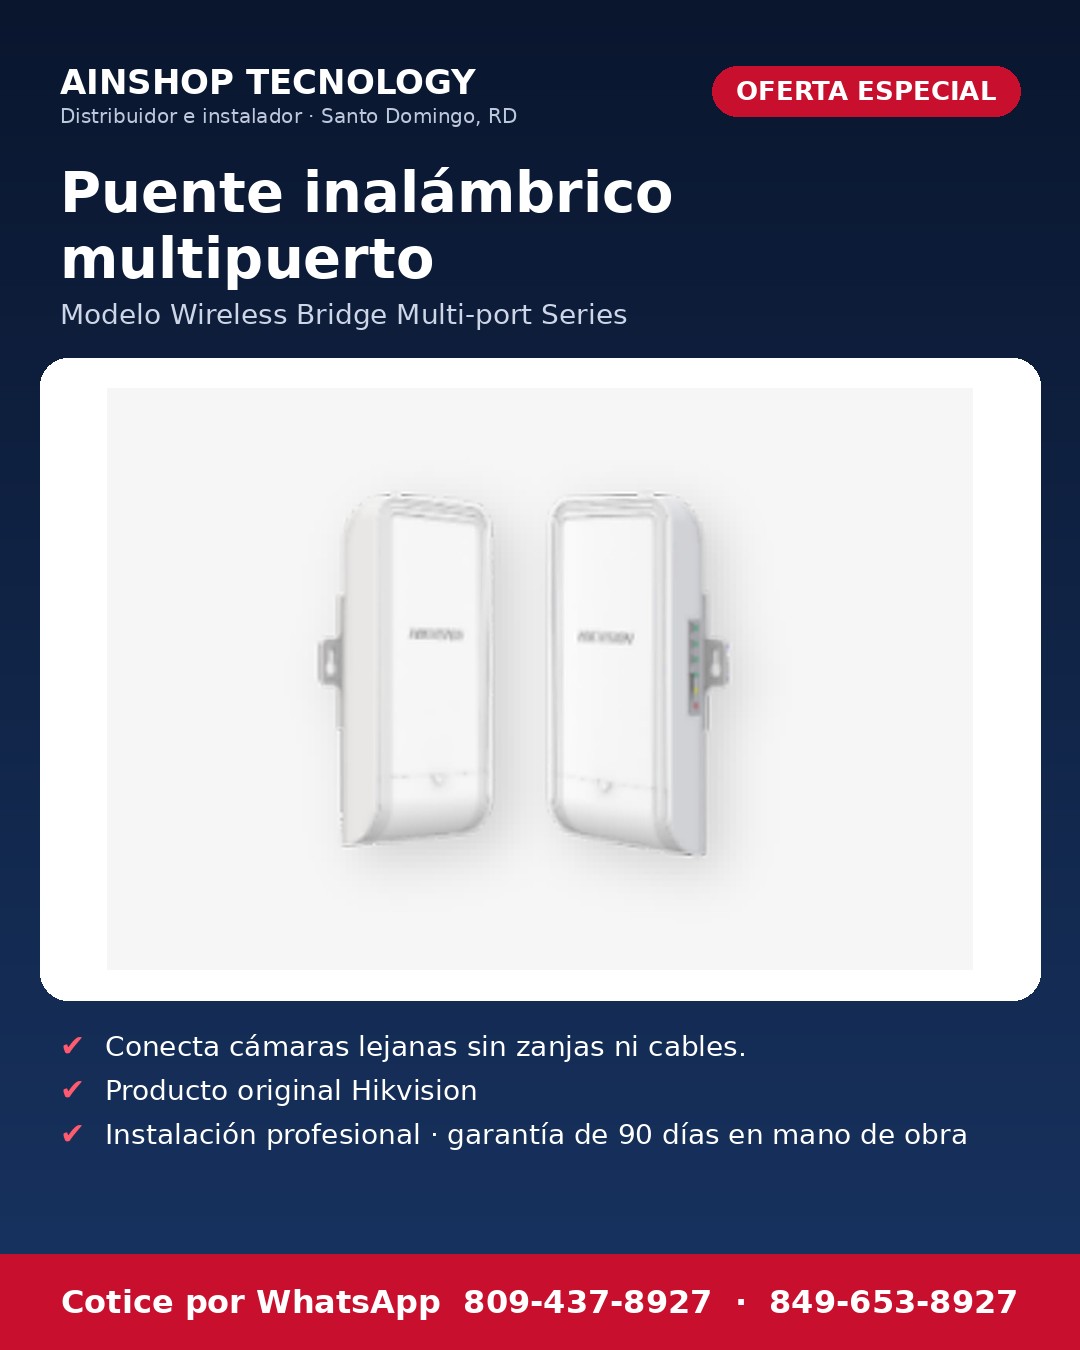 AINSHOP TECNOLOGY
OFERTA ESPECIAL
Distribuidor e instalador · Santo Domingo, RD
Puente inalámbrico
multipuerto
Modelo Wireless Bridge Multi-port Series
HIKVISION
HIKVISION
✔ Conecta cámaras lejanas sin zanjas ni cables.
✔ Producto original Hikvision
✔ Instalación profesional · garantía de 90 días en mano de obra
Cotice por WhatsApp 809-437-8927 · 849-653-8927